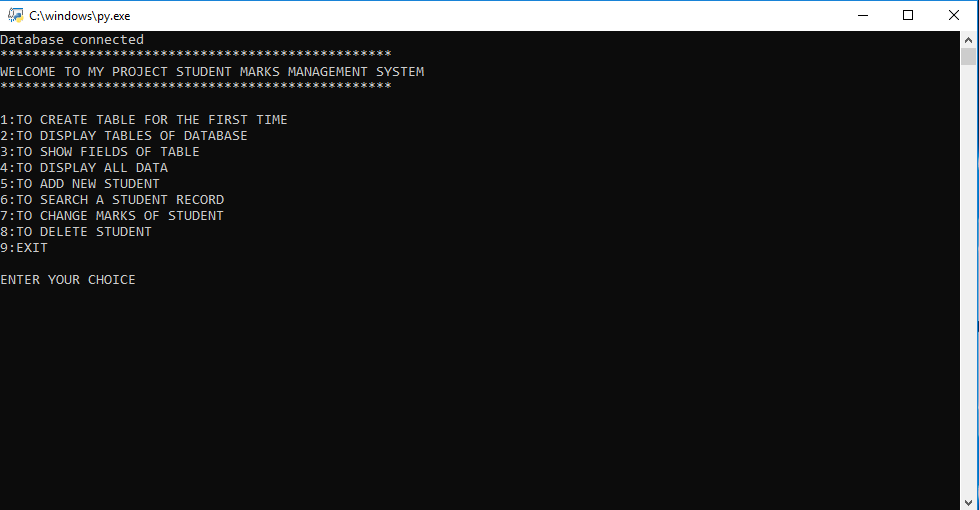 C:\windows\py.exe
Database connected
*************************************************
WELCOME TO MY PROJECT STUDENT MARKS MANAGEMENT SYSTEM
*************************************************
1:TO CREATE TABLE FOR THE FIRST TIME
2:TO DISPLAY TABLES OF DATABASE
3:TO SHOW FIELDS OF TABLE
4:TO DISPLAY ALL DATA
5:TO ADD NEW STUDENT
6:TO SEARCH A STUDENT RECORD
7:TO CHANGE MARKS OF STUDENT
8:TO DELETE STUDENT
9:EXIT
ENTER YOUR CHOICE